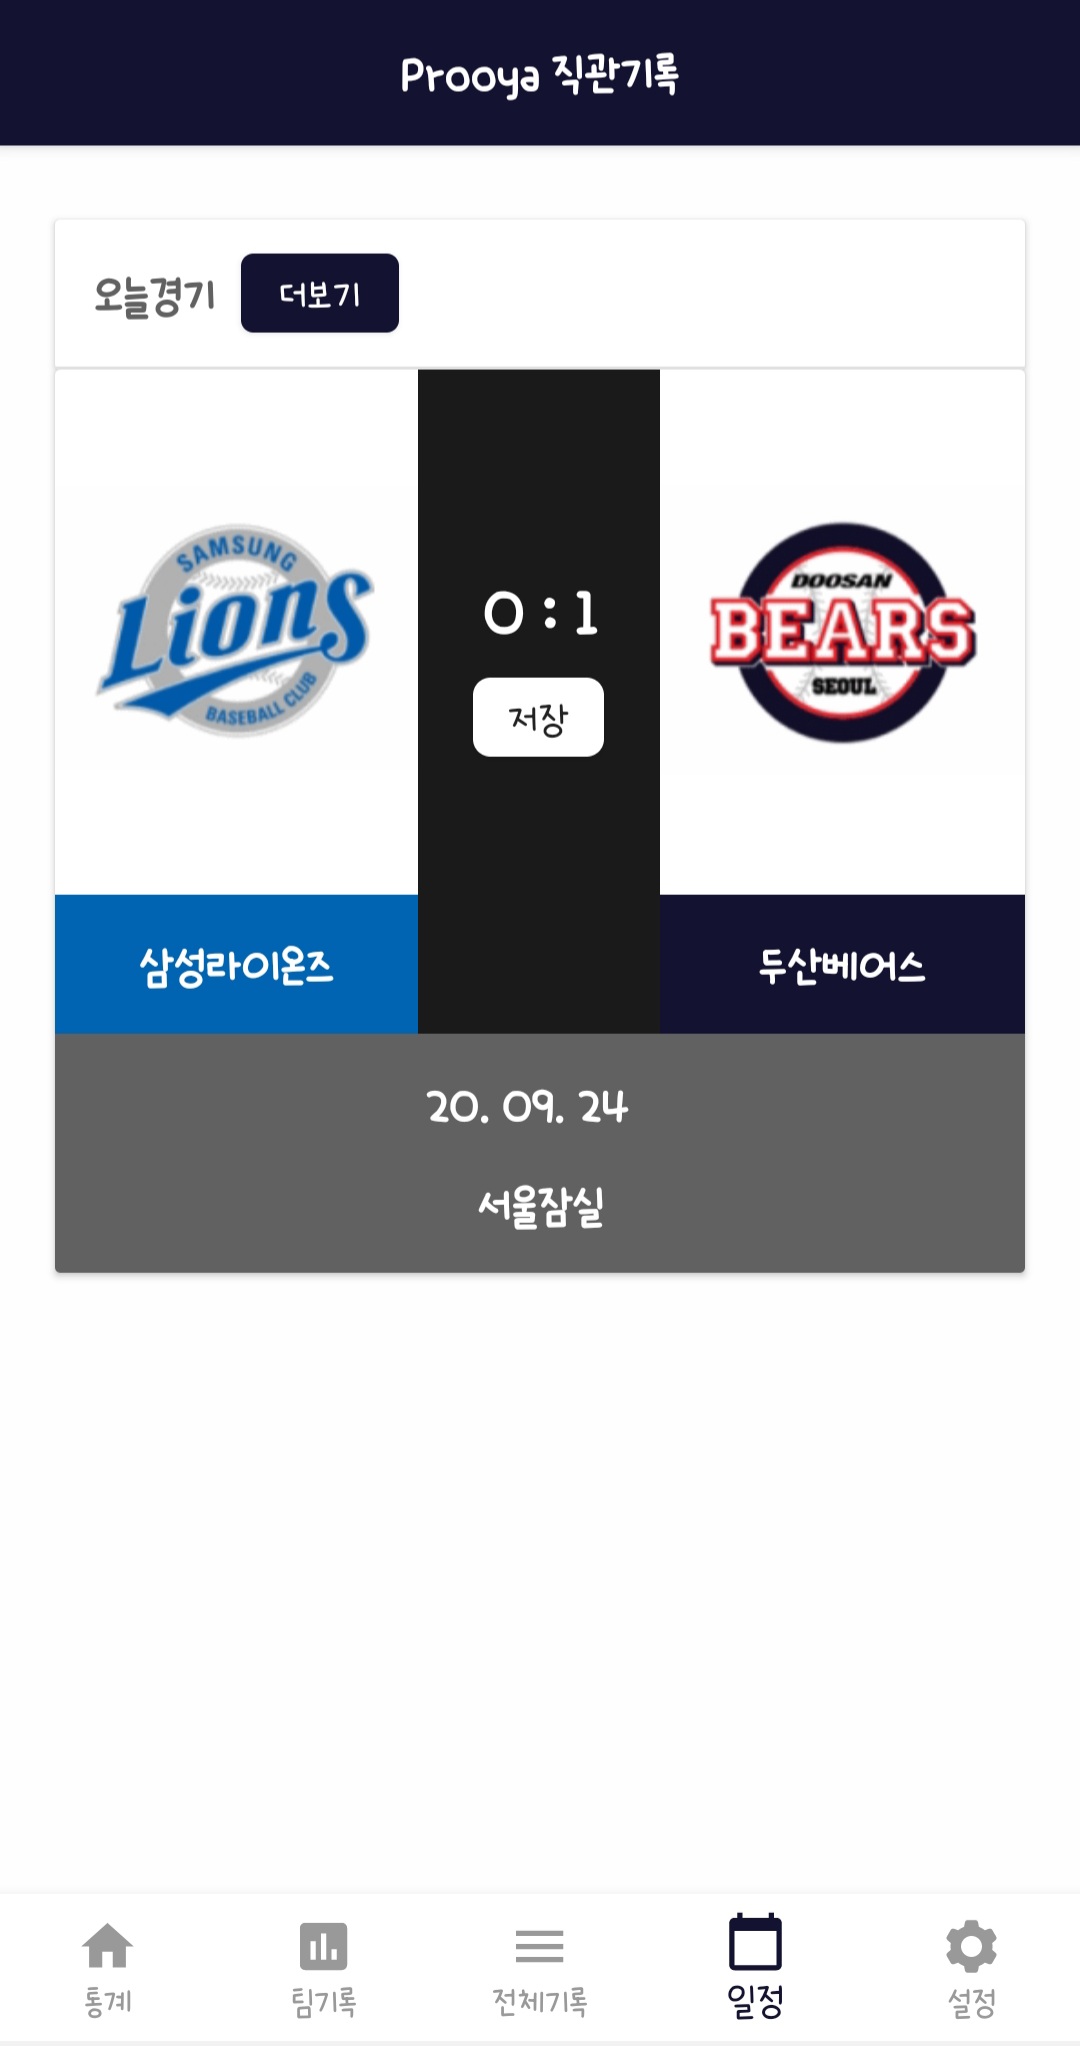 Prooya 직관기록
오늘경기 더보기
SAMSUNG
Lions
BASEBALL CLUB
0 : 1
저장
DOOSAN
BEARS
SEOUL
삼성라이온즈
두산베어스
20. 09. 24
서울잠실
통계 팀기록 전체기록 일정 설정